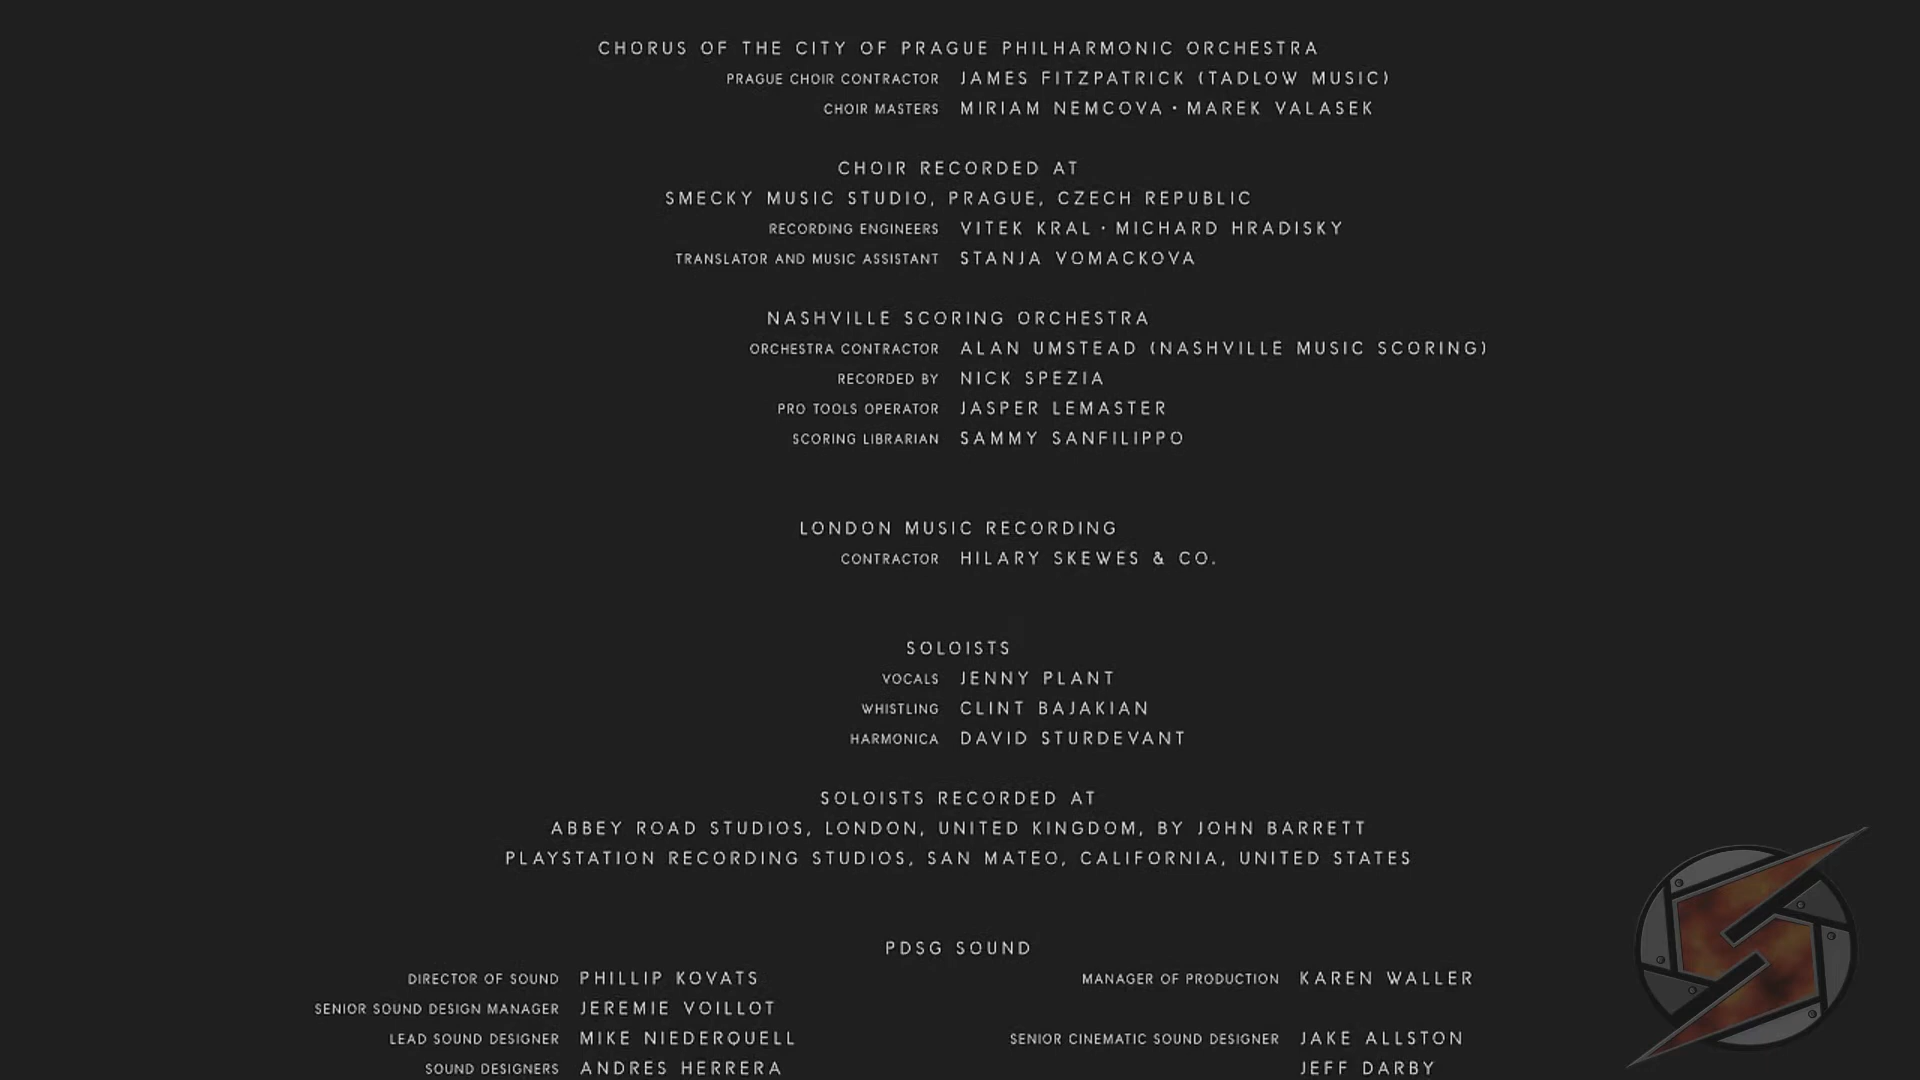 CHORUS OF THE CITY OF PRAGUE PHILHARMONIC ORCHESTRA
PRAGUE CHOIR CONTRACTOR JAMES FITZPATRICK (TADLOW MUSIC)
CHOIR MASTERS MIRIAM NEMCOVA · MAREK VALASEK
CHOIR RECORDED AT
SMECKY MUSIC STUDIO, PRAGUE, CZECH REPUBLIC
RECORDING ENGINEERS VITEK KRAL · MICHARD HRADISKY
TRANSLATOR AND MUSIC ASSISTANT STANJA VOMACKOVA
NASHVILLE SCORING ORCHESTRA
ORCHESTRA CONTRACTOR ALAN UMSTEAD (NASHVILLE MUSIC SCORING)
RECORDED BY NICK SPEZIA
PRO TOOLS OPERATOR JASPER LEMASTER
SCORING LIBRARIAN SAMMY SANFILIPPO
LONDON MUSIC RECORDING
CONTRACTOR HILARY SKEWES & CO.
SOLOISTS
VOCALS JENNY PLANT
WHISTLING CLINT BAJAKIAN
HARMONICA DAVID STURDEVANT
SOLOISTS RECORDED AT
ABBEY ROAD STUDIOS, LONDON, UNITED KINGDOM, BY JOHN BARRETT
PLAYSTATION RECORDING STUDIOS, SAN MATEO, CALIFORNIA, UNITED STATES
PDSG SOUND
DIRECTOR OF SOUND PHILLIP KOVATS MANAGER OF PRODUCTION KAREN WALLER
SENIOR SOUND DESIGN MANAGER JEREMIE VOILLOT
LEAD SOUND DESIGNER MIKE NIEDERQUELL SENIOR CINEMATIC SOUND DESIGNER JAKE ALLSTON
SOUND DESIGNERS ANDRES HERRERA JEFF DARBY